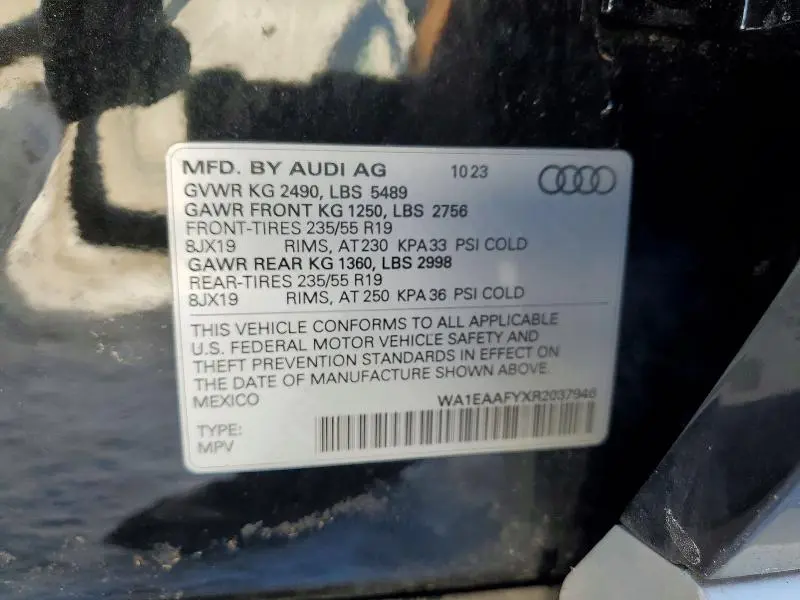 MFD. BY AUDI AG 10 23
GVWR KG 2490, LBS 5489
GAWR FRONT KG 1250, LBS 2756
FRONT-TIRES 235/55 R19
8JX19 RIMS, AT 230 KPA 33 PSI COLD
GAWR REAR KG 1360, LBS 2998
REAR-TIRES 235/55 R19
8JX19 RIMS, AT 250 KPA 36 PSI COLD
THIS VEHICLE CONFORMS TO ALL APPLICABLE
U.S. FEDERAL MOTOR VEHICLE SAFETY AND
THEFT PREVENTION STANDARDS IN EFFECT ON
THE DATE OF MANUFACTURE SHOWN ABOVE.
MEXICO WA1EAAFYXR2037946
TYPE:
MPV